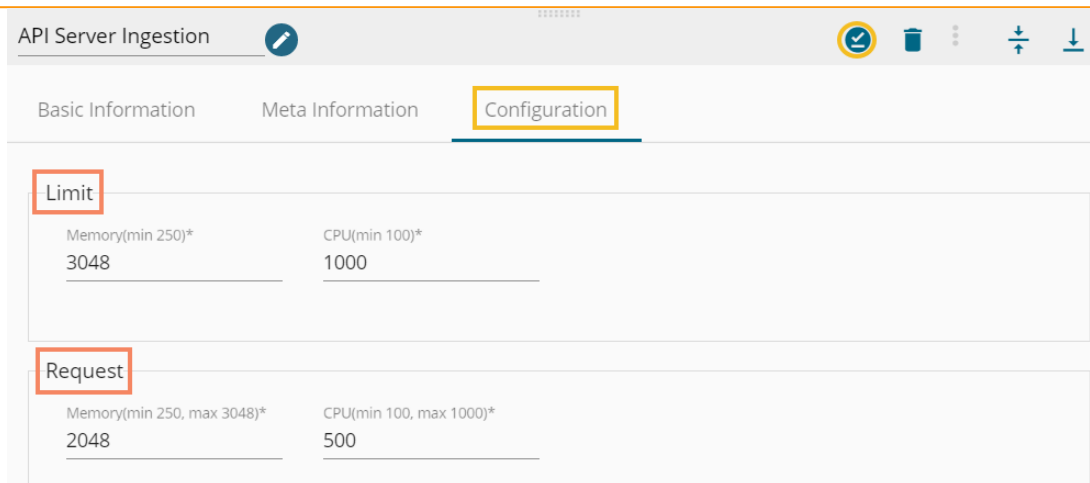 API Server Ingestion
Basic Information Meta Information Configuration
Limit
Memory(min 250)* CPU(min 100)*
3048 1000
Request
Memory(min 250, max 3048)* CPU(min 100, max 1000)*
2048 500